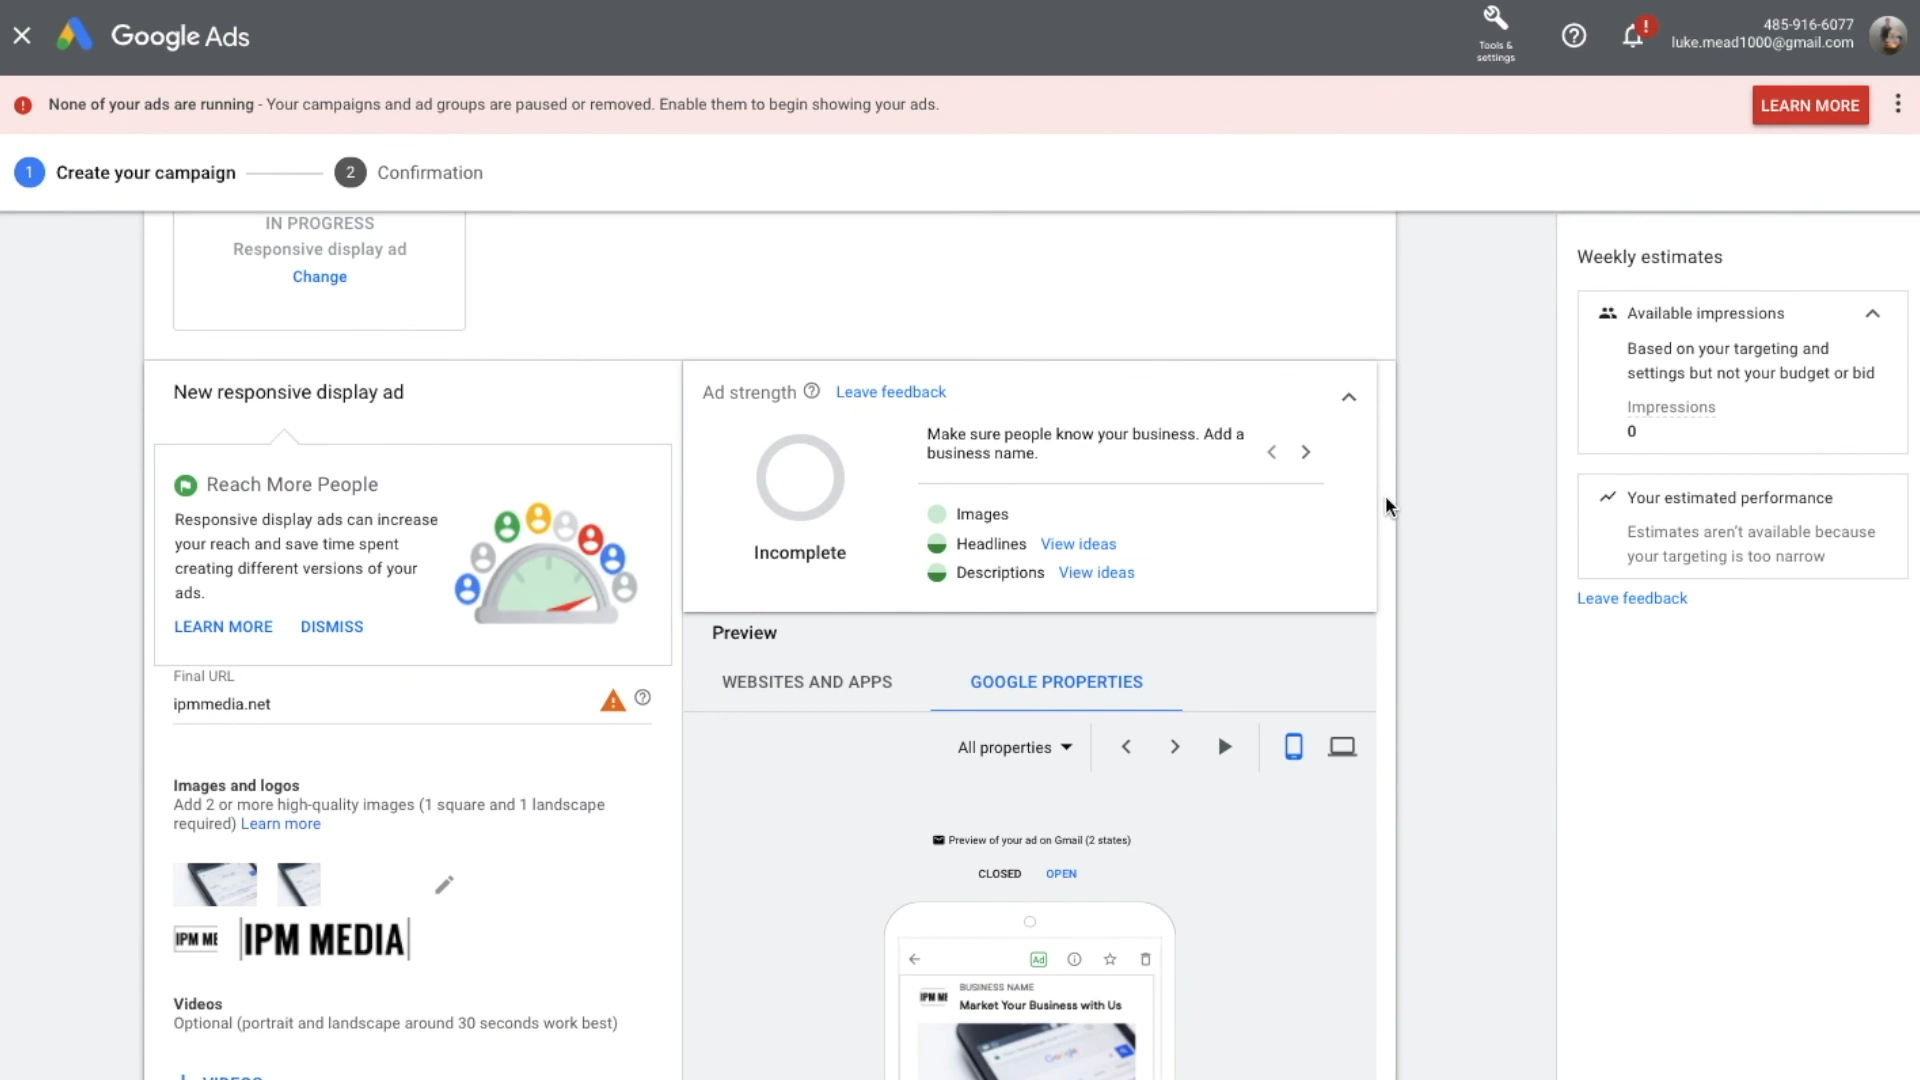 Google Ads
Tools &
settings
485-916-6077
luke.mead1000@gmail.com
None of your ads are running - Your campaigns and ad groups are paused or removed. Enable them to begin showing your ads.
LEARN MORE
1 Create your campaign
2 Confirmation
IN PROGRESS
Responsive display ad
Change
New responsive display ad
Reach More People
Responsive display ads can increase
your reach and save time spent
creating different versions of your
ads.
LEARN MORE DISMISS
Final URL
ipmmedia.net
Images and logos
Add 2 or more high-quality images (1 square and 1 landscape
required) Learn more
IPM ME
IPM MEDIA
Videos
Optional (portrait and landscape around 30 seconds work best)
VIDEOS
Ad strength Leave feedback
Incomplete
Make sure people know your business. Add a
business name.
Images
Headlines View ideas
Descriptions View ideas
Preview
WEBSITES AND APPS
GOOGLE PROPERTIES
All properties
Preview of your ad on Gmail (2 states)
CLOSED OPEN
Ad
IPM ME
BUSINESS NAME
Market Your Business with Us
Google
Weekly estimates
Available impressions
Based on your targeting and
settings but not your budget or bid
Impressions
0
Your estimated performance
Estimates aren't available because
your targeting is too narrow
Leave feedback